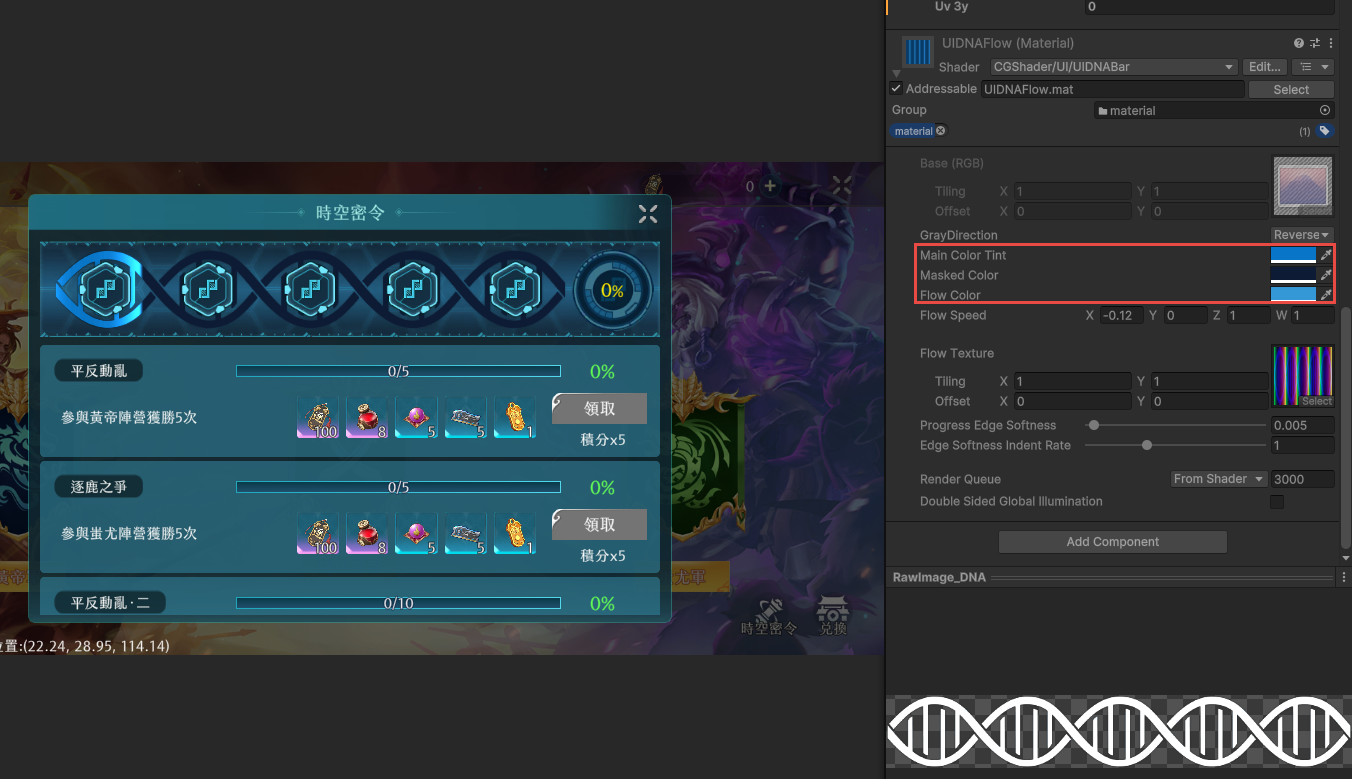 時空密令
0
+
0%
平反動亂
0/5
0%
參與黃帝陣營獲勝5次
100
8
5
5
1
領取
積分x5
逐鹿之爭
0/5
0%
參與蚩尤陣營獲勝5次
100
8
5
5
1
領取
積分x5
平反動亂·二
0/10
0%
黃帝
尤軍
時空密令
兌換
位置:(22.24, 28.95, 114.14)
Uv 3y 0
UIDNAFlow (Material)
Shader CGShader/UI/UIDNABar Edit...
Addressable UIDNAFlow.mat Select
Group material
material (1)
Base (RGB)
Tiling X 1 Y 1
Offset X 0 Y 0
Select
GrayDirection Reverse
Main Color Tint
Masked Color
Flow Color
Flow Speed X -0.12 Y 0 Z 1 W 1
Flow Texture
Tiling X 1 Y 1
Offset X 0 Y 0
Select
Progress Edge Softness 0.005
Edge Softness Indent Rate 1
Render Queue From Shader 3000
Double Sided Global Illumination
Add Component
RawImage_DNA